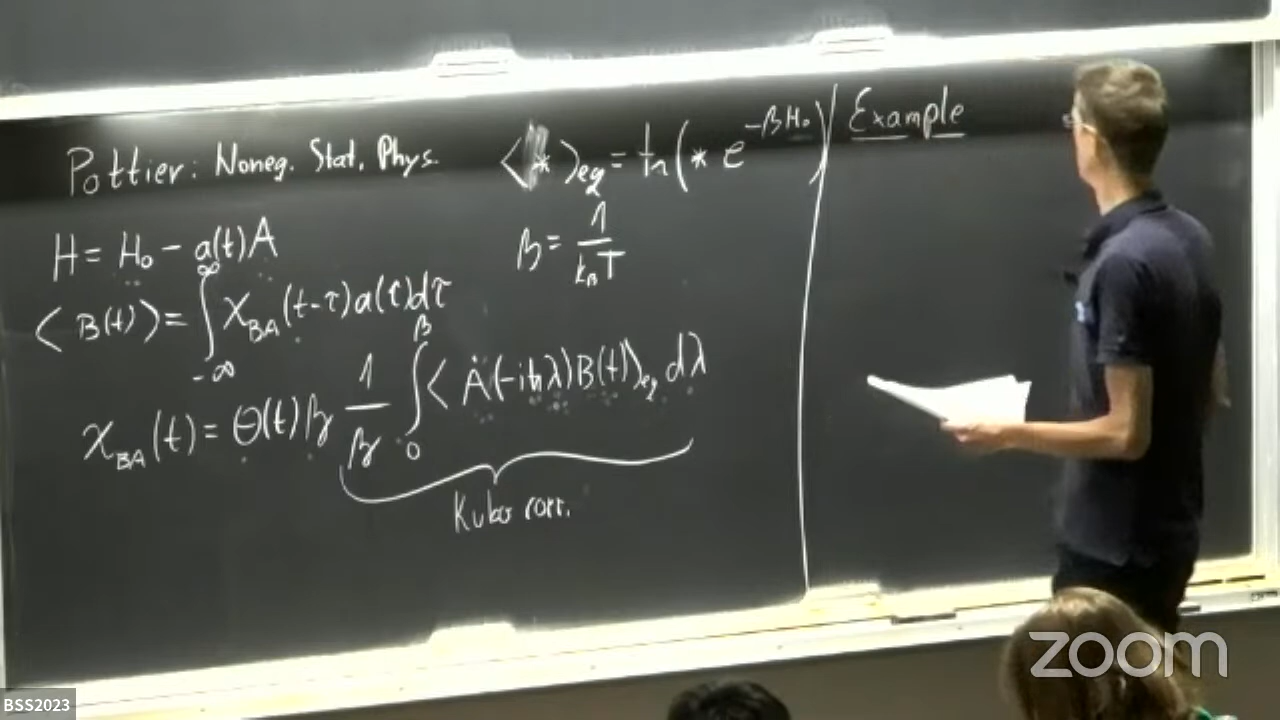 Pottier: Noneq. Stat. Phys.
⟨*⟩eq = tr(* e^{-βH₀})
H = H₀ - a(t)A
β = 1/(k_B T)
⟨B(t)⟩ = ∫_{-∞}^{∞} χ_BA(t-τ)a(τ)dτ
χ_BA(t) = Θ(t)β 1/β ∫_0^β ⟨Ȧ(-iħλ)B(t)⟩eq dλ
Kubo corr.
Example
zoom
BSS2023